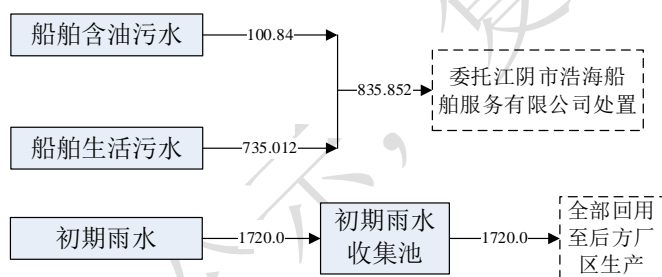 船舶含油污水
100.84
835.852
委托江阴市浩海船
舶服务有限公司处置
船舶生活污水
735.012
初期雨水
1720.0
初期雨水
收集池
1720.0
全部回用
至后方厂
区生产
示，